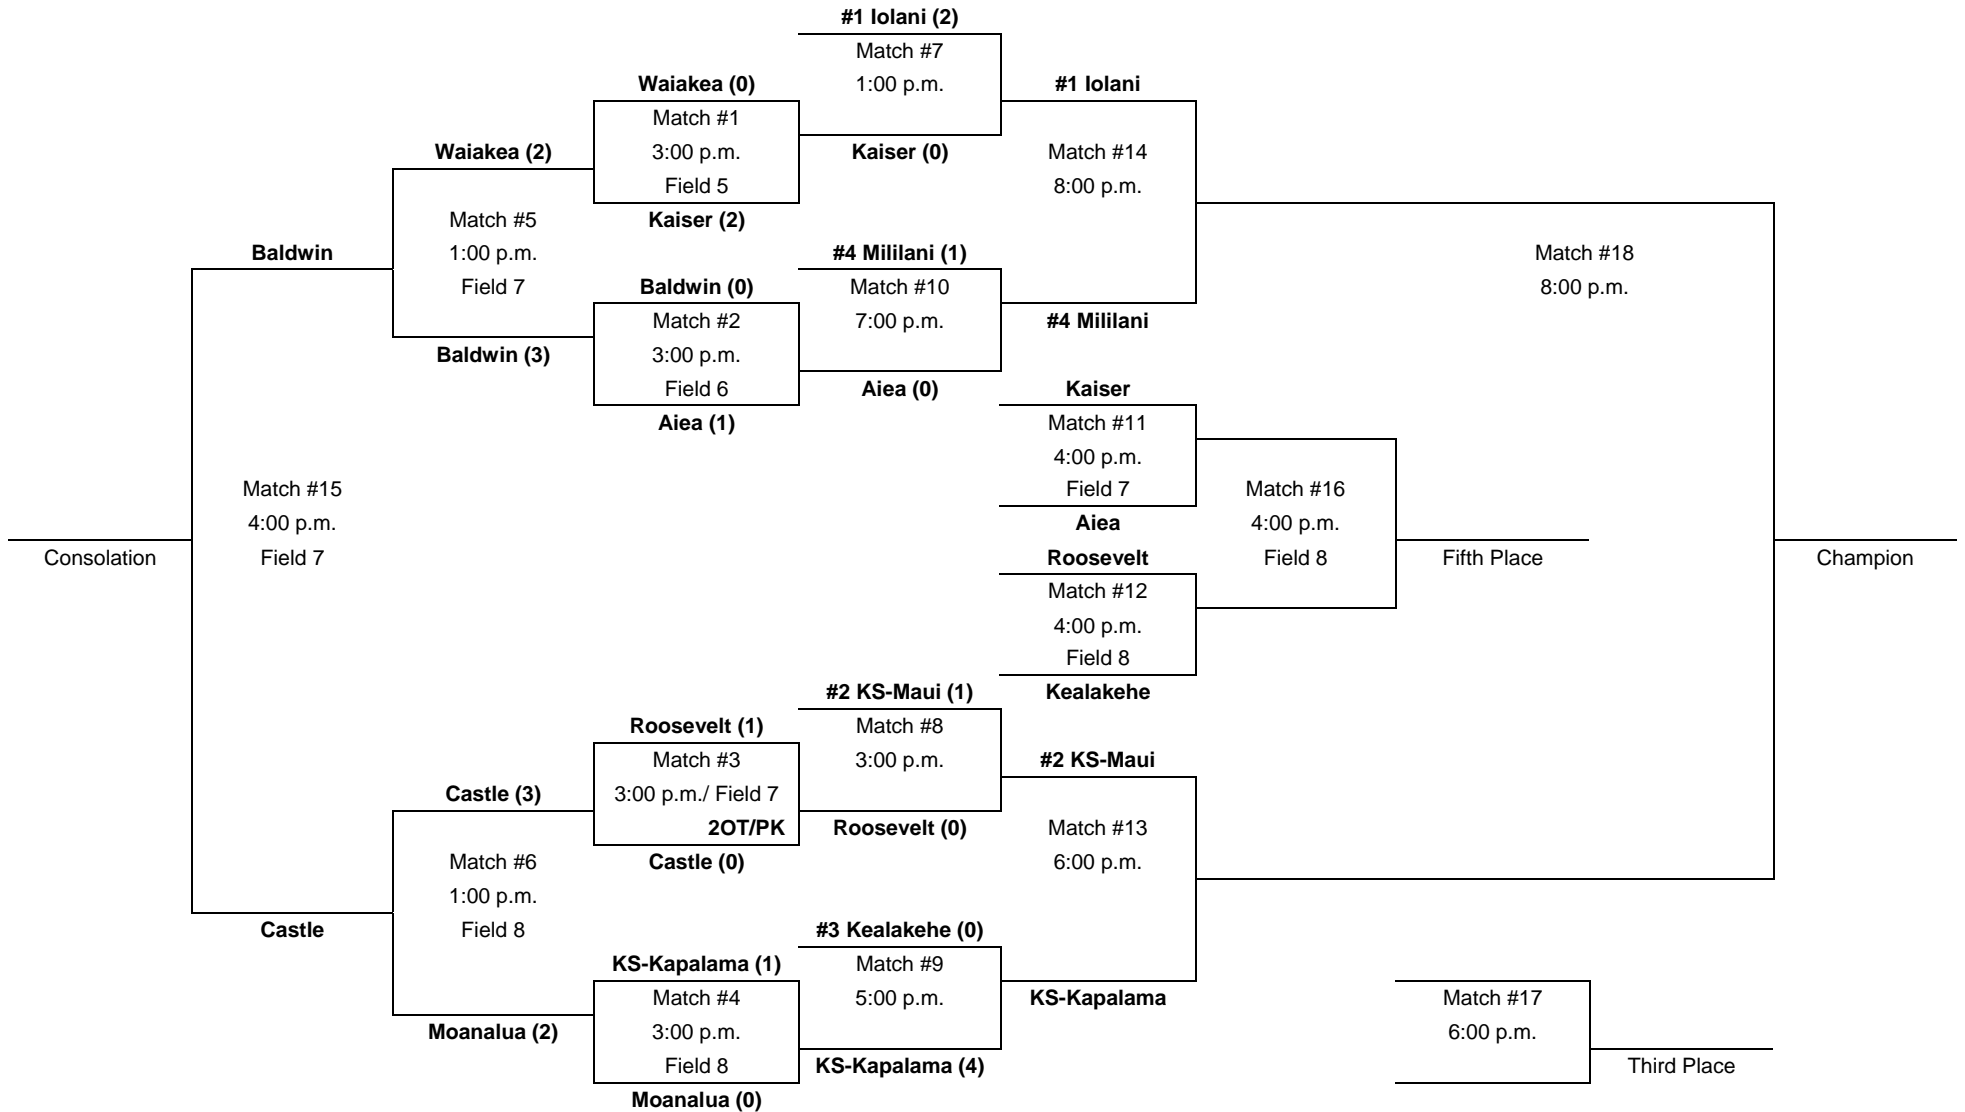 #1 Iolani (2)
Match #7
1:00 p.m.
Kaiser (0)
Waiakea (0)
Match #1
3:00 p.m.
Field 5
Kaiser (2)
Waiakea (2)
Match #5
1:00 p.m.
Field 7
Baldwin (3)
Baldwin
#1 Iolani
Match #14
8:00 p.m.
#4 Mililani
#4 Mililani (1)
Match #10
7:00 p.m.
Aiea (0)
Baldwin (0)
Match #2
3:00 p.m.
Field 6
Aiea (1)
Match #18
8:00 p.m.
Kaiser
Match #11
4:00 p.m.
Field 7
Aiea
Match #15
4:00 p.m.
Field 7
Consolation
Match #16
4:00 p.m.
Field 8
Fifth Place
Champion
Roosevelt
Match #12
4:00 p.m.
Field 8
Kealakehe
#2 KS-Maui (1)
Match #8
3:00 p.m.
Roosevelt (0)
Roosevelt (1)
Match #3
3:00 p.m./ Field 7
2OT/PK
Castle (0)
Castle (3)
Match #6
1:00 p.m.
Field 8
Moanalua (2)
Castle
#2 KS-Maui
Match #13
6:00 p.m.
KS-Kapalama
#3 Kealakehe (0)
Match #9
5:00 p.m.
KS-Kapalama (4)
KS-Kapalama (1)
Match #4
3:00 p.m.
Field 8
Moanalua (0)
Match #17
6:00 p.m.
Third Place